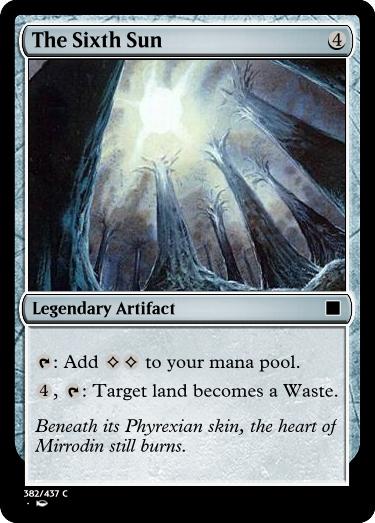 The Sixth Sun 4
Legendary Artifact
: Add to your mana pool.
4, : Target land becomes a Waste.
Beneath its Phyrexian skin, the heart of
Mirrodin still burns.
382/437 C